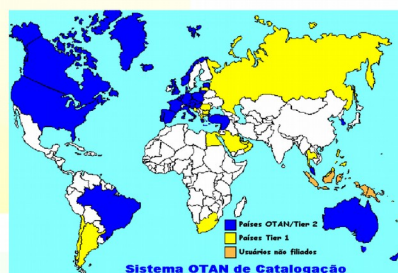 Países OTAN/Tier 2
Países Tier 1
Usuários não filiados
Sistema OTAN de Catalogação